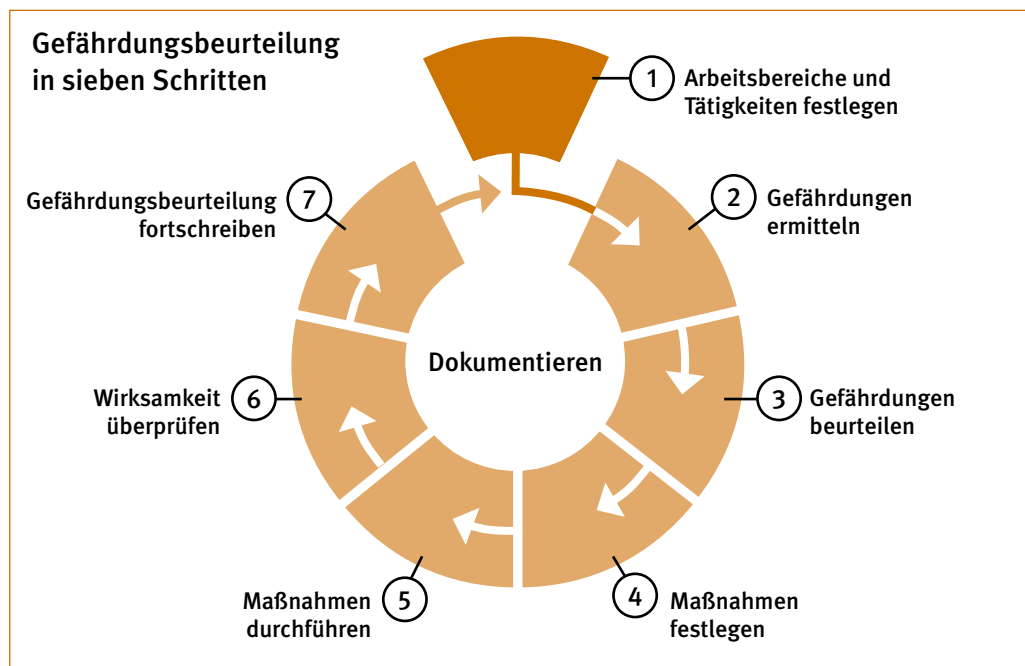 Gefährdungsbeurteilung
in sieben Schritten
1
Arbeitsbereiche und
Tätigkeiten festlegen
2
Gefährdungen
ermitteln
3
Gefährdungen
beurteilen
4
Maßnahmen
festlegen
5
Maßnahmen
durchführen
6
Wirksamkeit
überprüfen
7
Gefährdungsbeurteilung
fortschreiben
Dokumentieren